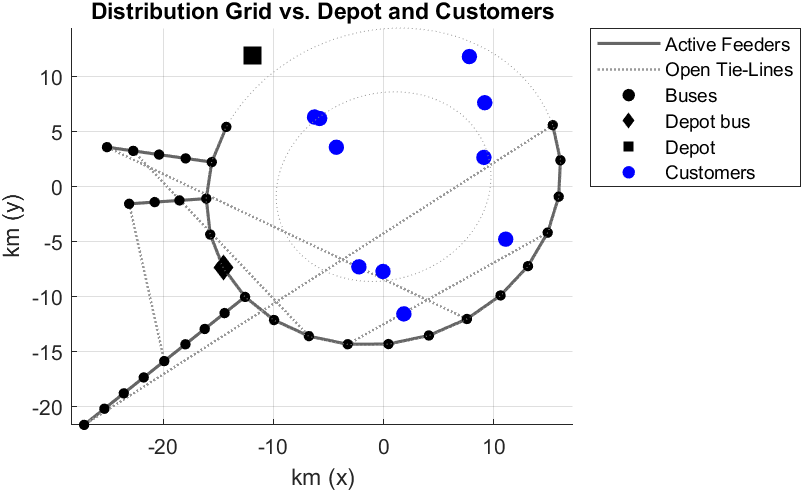 Distribution Grid vs. Depot and Customers
Active Feeders
Open Tie-Lines
Buses
Depot bus
Depot
Customers
10
5
0
-5
-10
-15
-20
km (y)
-20
-10
0
10
km (x)